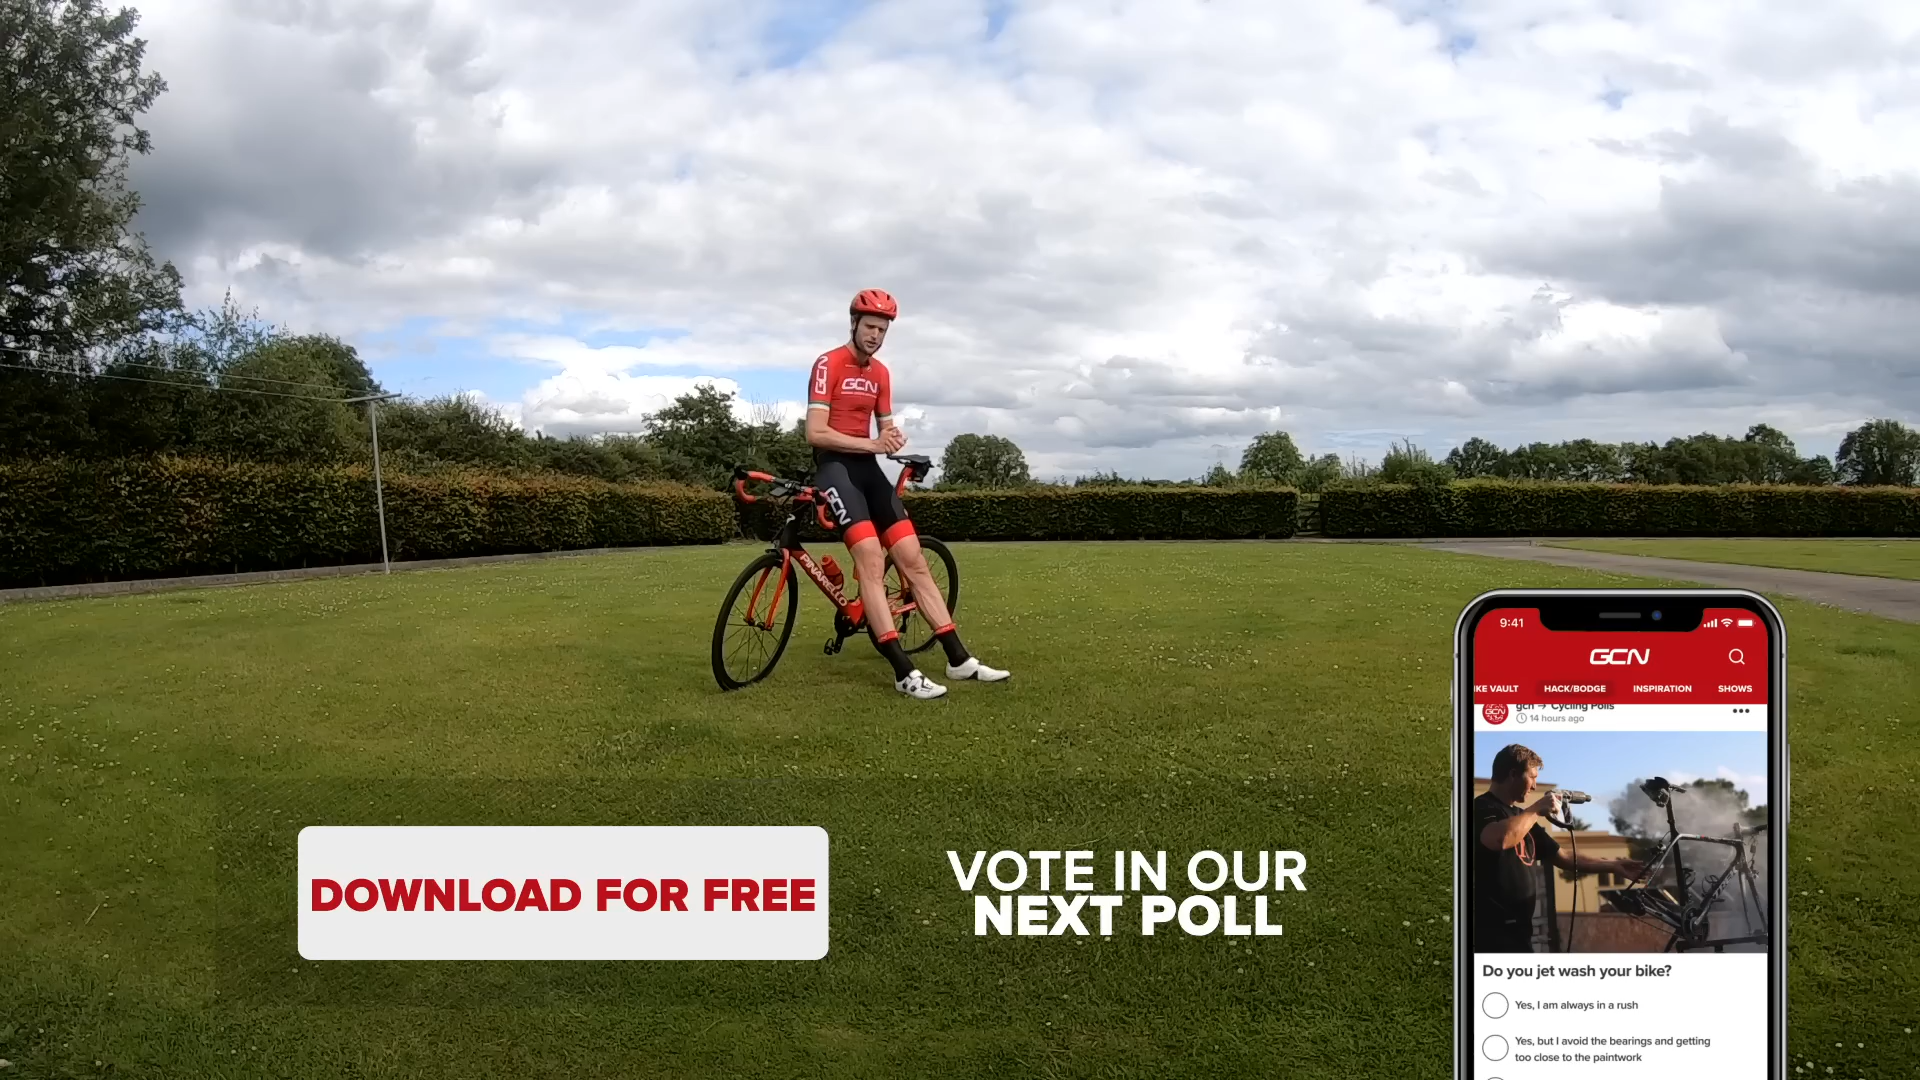 GCN
GCN
GCN
PINARELLO
DOWNLOAD FOR FREE
VOTE IN OUR
NEXT POLL
9:41
GCN
KE VAULT HACK/BODGE INSPIRATION SHOWS
gcn → Cycling Polls
14 hours ago
Do you jet wash your bike?
Yes, I am always in a rush
Yes, but I avoid the bearings and getting
too close to the paintwork